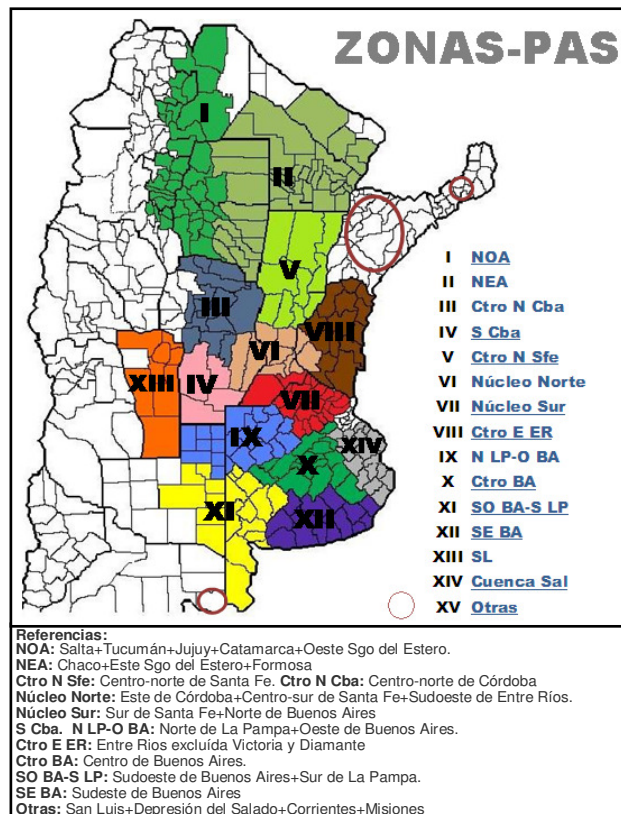 ZONAS-PAS
I
II
III
V
VI
VIII
XIII
IV
VII
IX
XIV
X
XI
XII
I NOA
II NEA
III Ctro N Cba
IV S Cba
V Ctro N Sfe
VI Núcleo Norte
VII Núcleo Sur
VIII Ctro E ER
IX N LP-O BA
X Ctro BA
XI SO BA-S LP
XII SE BA
XIII SL
XIV Cuenca Sal
XV Otras
Referencias:
NOA: Salta+Tucumán+Jujuy+Catamarca+Oeste Sgo del Estero.
NEA: Chaco+Este Sgo del Estero+Formosa
Ctro N Sfe: Centro-norte de Santa Fe. Ctro N Cba: Centro-norte de Córdoba
Núcleo Norte: Este de Córdoba+Centro-sur de Santa Fe+Sudoeste de Entre Ríos.
Núcleo Sur: Sur de Santa Fe+Norte de Buenos Aires
S Cba. N LP-O BA: Norte de La Pampa+Oeste de Buenos Aires.
Ctro E ER: Entre Rios excluída Victoria y Diamante
Ctro BA: Centro de Buenos Aires.
SO BA-S LP: Sudoeste de Buenos Aires+Sur de La Pampa.
SE BA: Sudeste de Buenos Aires
Otras: San Luis+Depresión del Salado+Corrientes+Misiones